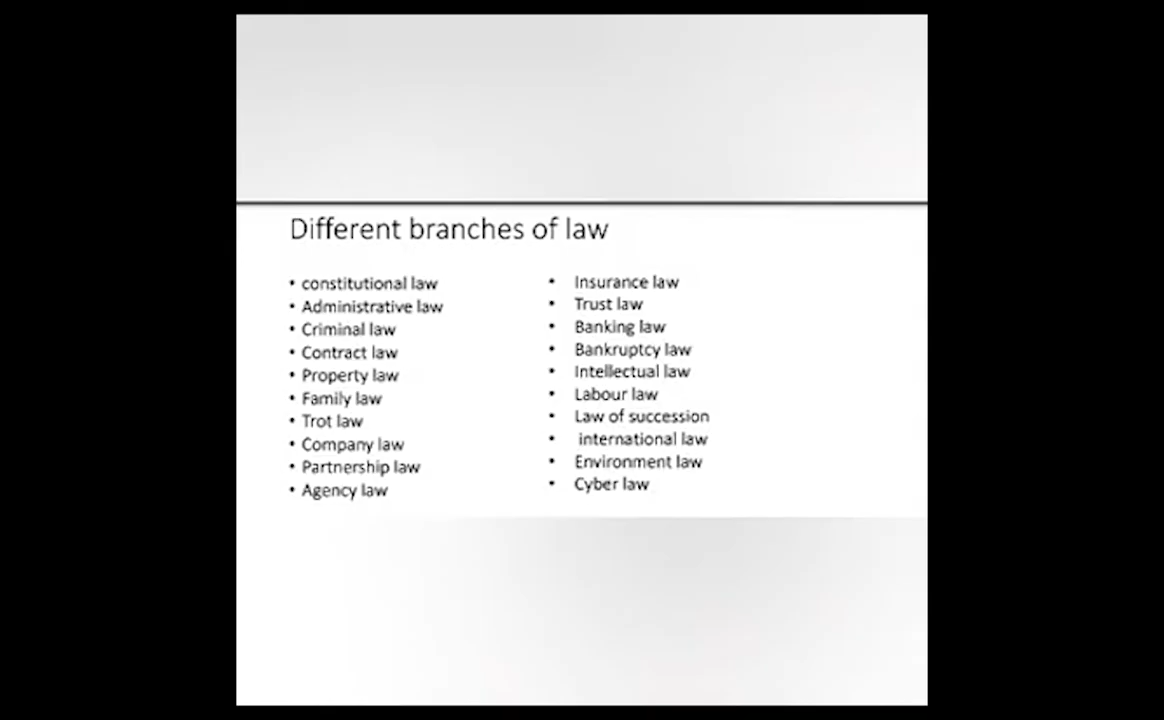 Different branches of law
• constitutional law
• Administrative law
• Criminal law
• Contract law
• Property law
• Family law
• Trot law
• Company law
• Partnership law
• Agency law
• Insurance law
• Trust law
• Banking law
• Bankruptcy law
• Intellectual law
• Labour law
• Law of succession
• international law
• Environment law
• Cyber law